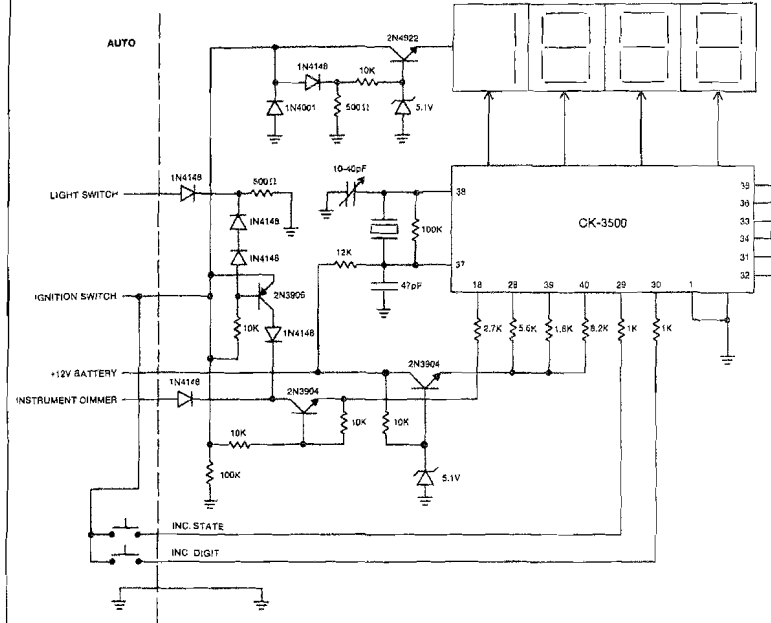 AUTO
2N4922
1N4148
10K
1N4001
500Ω
5.1V
1N4148
500Ω
10-40pF
LIGHT SWITCH
38
39
36
33
34
31
32
CK-3500
1N4148
100K
1N4148
12K
37
18
28
39
40
29
30
1
47pF
IGNITION SWITCH
2N3906
2.7K
5.6K
1.6K
8.2K
1K
1K
10K
1N4148
+12V BATTERY
2N3904
1N4148
2N3904
INSTRUMENT DIMMER
10K
10K
10K
100K
5.1V
INC. STATE
INC DIGIT